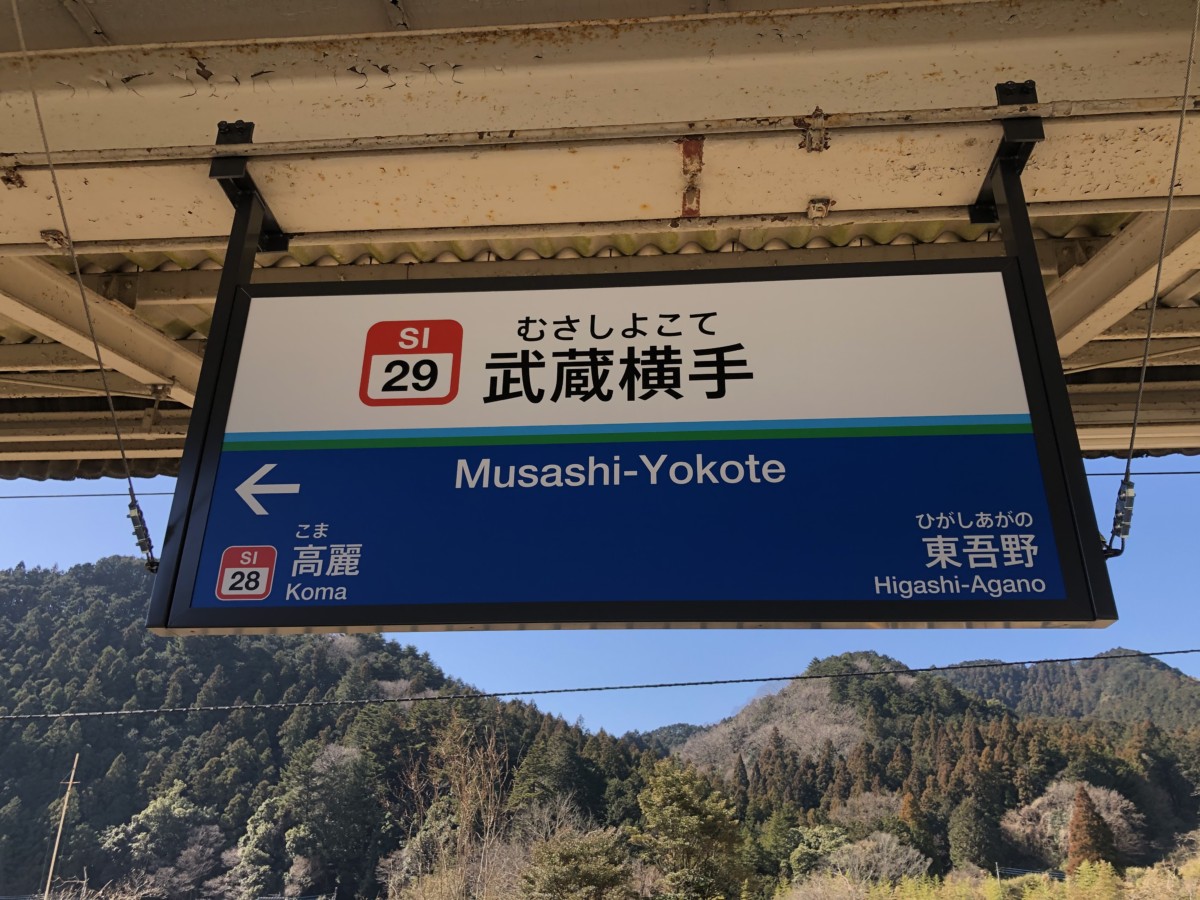 SI
29
むさしよこて
武蔵横手
Musashi-Yokote
←
SI
28
こま
高麗
Koma
ひがしあがの
東吾野
Higashi-Agano